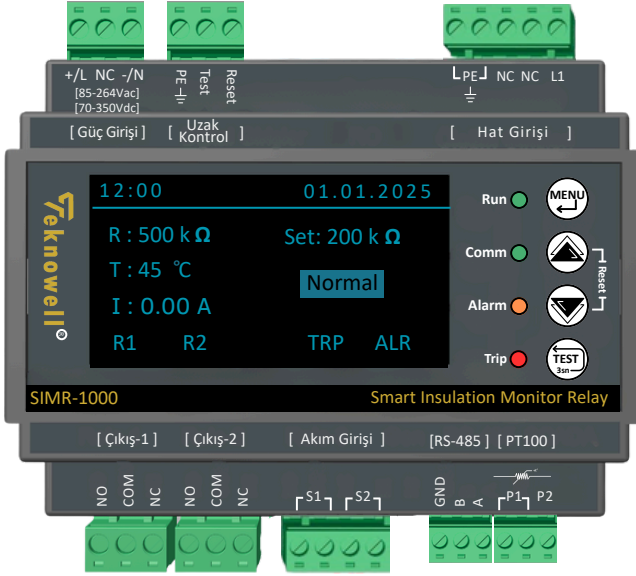 +/L NC -/N
[85-264Vac]
[70-350Vdc]
PE Test Reset
PE NC NC L1
[ Güç Girişi ] [ Uzak Kontrol ] [ Hat Girişi ]
Teknowell
12:00 01.01.2025
R : 500 k Ω Set: 200 k Ω
T : 45 °C
Normal
I : 0.00 A
R1 R2 TRP ALR
Run MENU
Comm
Reset
Alarm
Trip TEST
3sn
SIMR-1000 Smart Insulation Monitor Relay
[ Çıkış-1 ] [ Çıkış-2 ] [ Akım Girişi ] [RS-485 ] [ PT100 ]
NO COM NC NO COM NC S1 S2 GND B A P1 P2